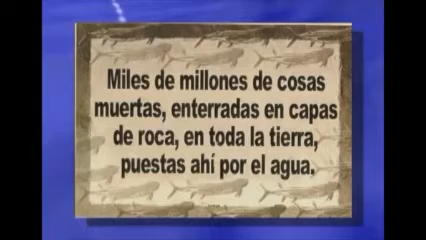 Miles de millones de cosas
muertas, enterradas en capas
de roca, en toda la tierra,
puestas ahí por el agua.